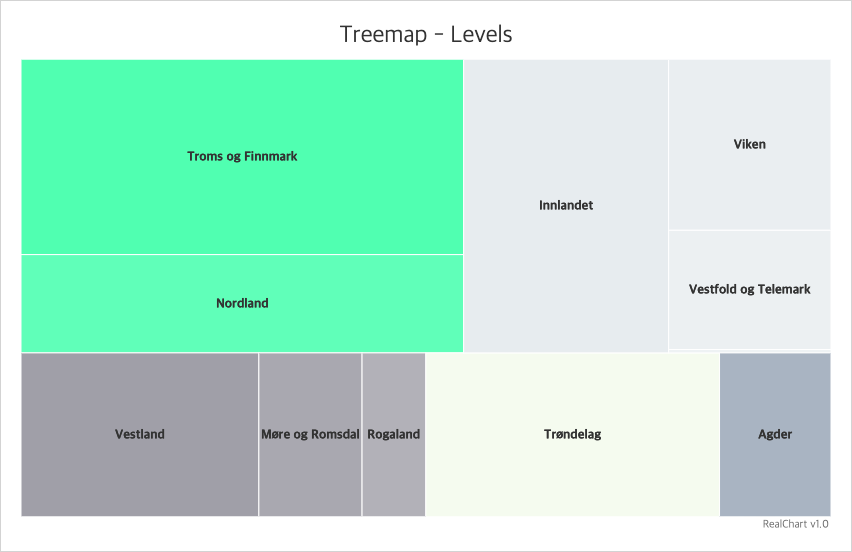 Treemap - Levels
Troms og Finnmark
Viken
Innlandet
Vestfold og Telemark
Nordland
Vestland
Møre og Romsdal
Rogaland
Trøndelag
Agder
RealChart v1.0